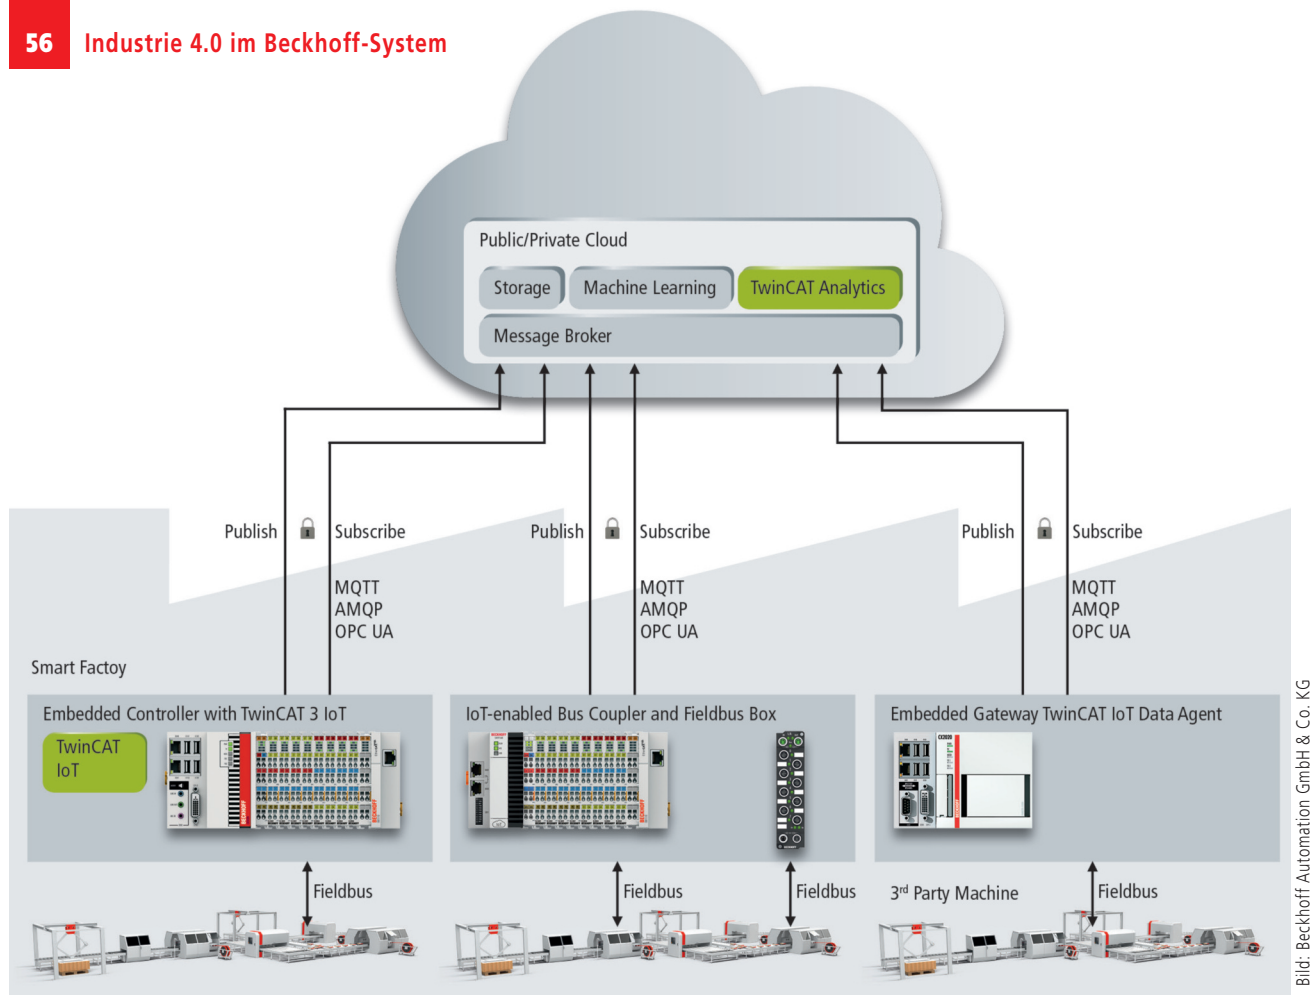 56 Industrie 4.0 im Beckhoff-System
Public/Private Cloud
Storage
Machine Learning
TwinCAT Analytics
Message Broker
Publish
Subscribe
MQTT
AMQP
OPC UA
Publish
Subscribe
MQTT
AMQP
OPC UA
Publish
Subscribe
MQTT
AMQP
OPC UA
Smart Factoy
Embedded Controller with TwinCAT 3 IoT
TwinCAT
IoT
BECKHOFF
Fieldbus
IoT-enabled Bus Coupler and Fieldbus Box
BECKHOFF
Fieldbus
Fieldbus
Embedded Gateway TwinCAT IoT Data Agent
CX2020
3rd Party Machine
Fieldbus
Bild: Beckhoff Automation GmbH & Co. KG